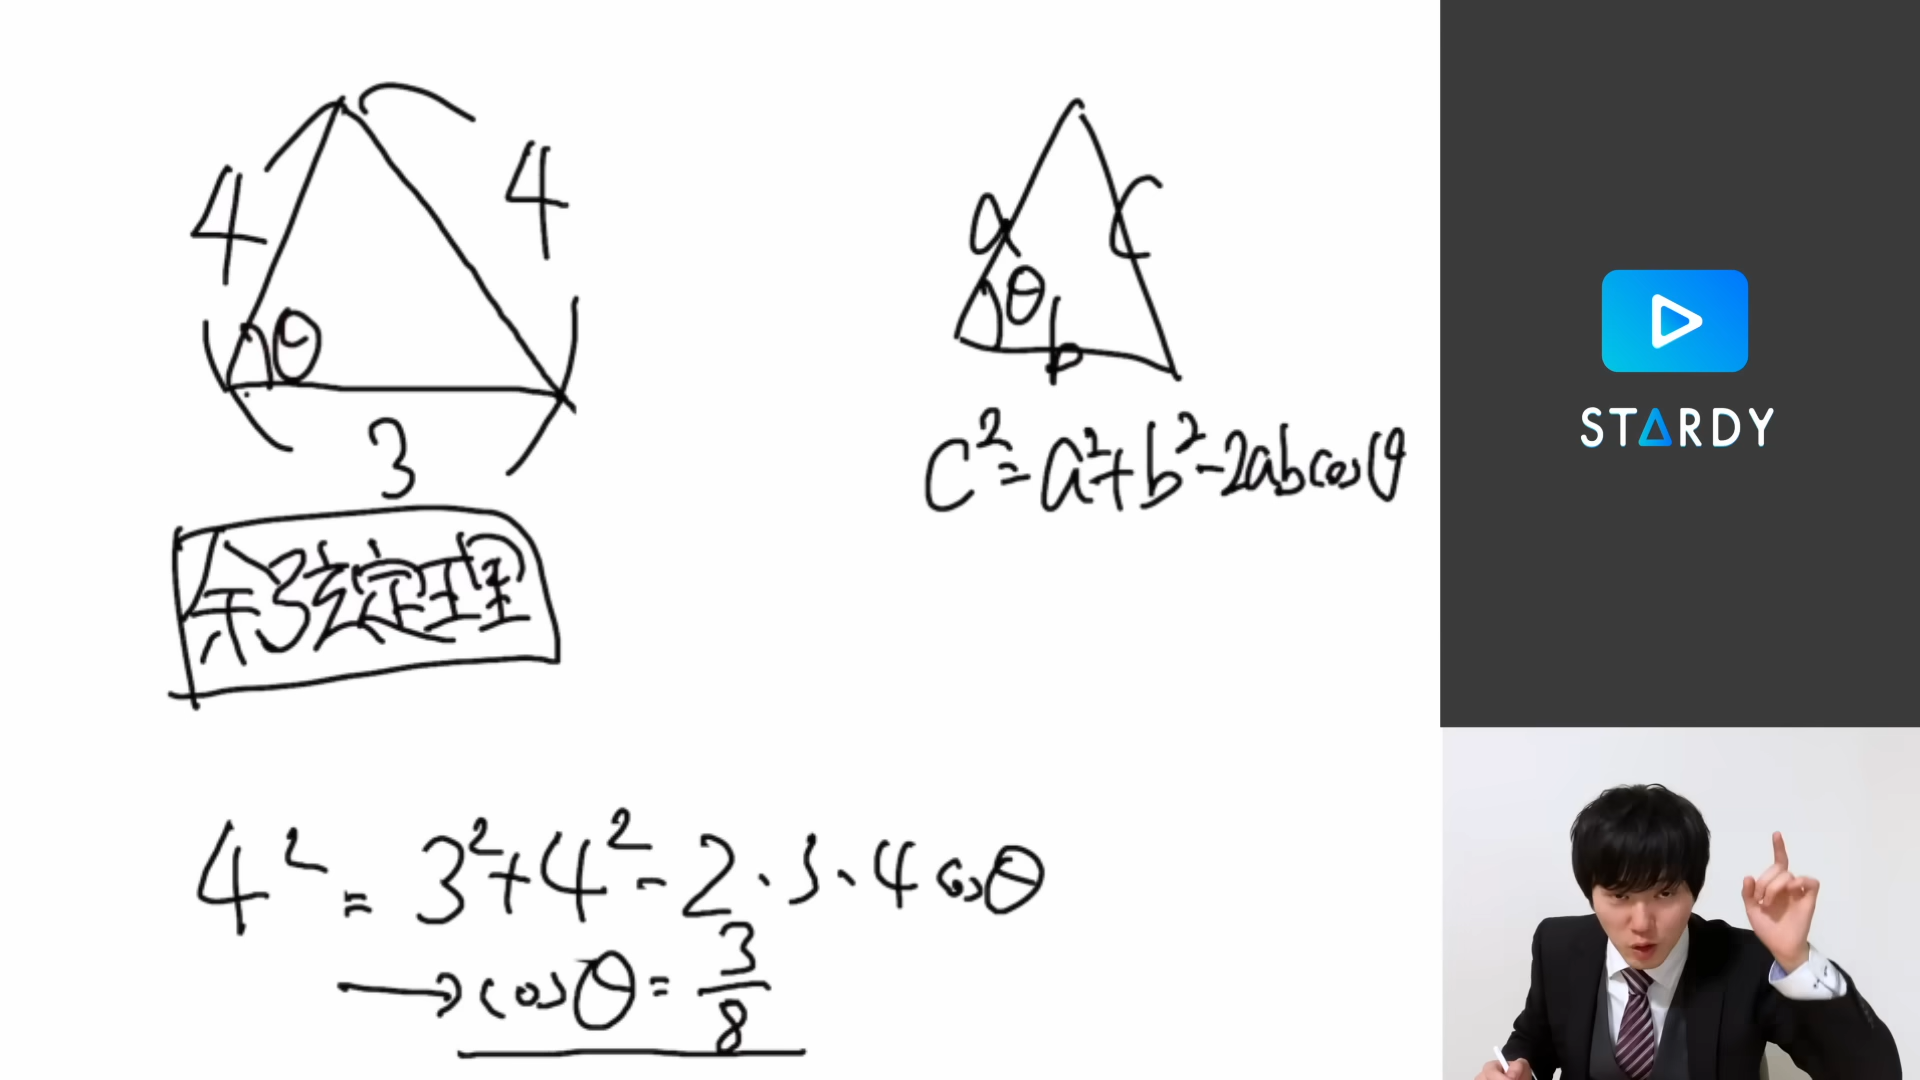 4
4
θ
3
a
c
θ
b
c²=a²+b²-2abcosθ
余弦定理
4²=3²+4²-2・3・4cosθ
→cosθ=3/8
STARDY